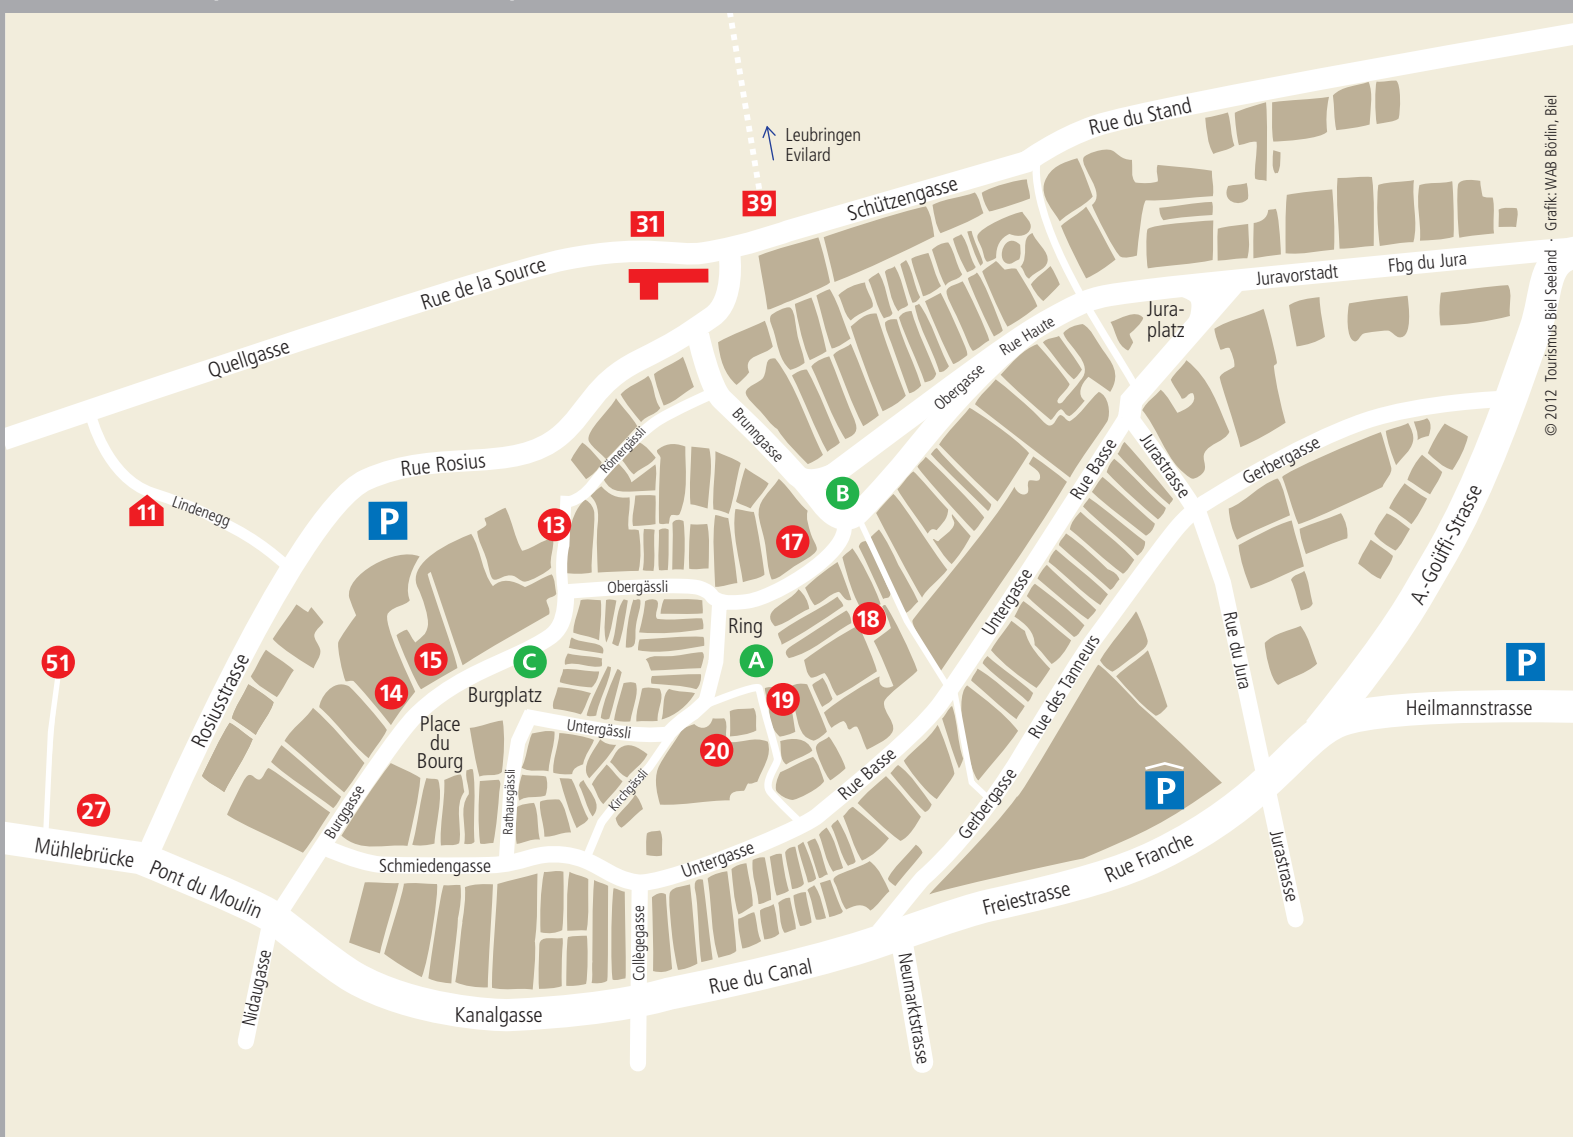 Rue du Stand
© 2012 Tourismus Biel Seeland · Grafik: WAB Börlin, Biel
Leubringen
Evilard
39
Schützengasse
31
Rue de la Source
Juravorstadt
Fbg du Jura
Jura-
platz
Quellgasse
Rue Haute
Obergasse
Brunngasse
Römergässli
Rue Rosius
Jurastrasse
Gerbergasse
Rue Basse
B
11
Lindenegg
P
13
17
A.-Goüffi-Strasse
Obergässli
Untergasse
Ring
18
Rue du Jura
51
15
C
A
P
14
Burgplatz
19
Rue des Tanneurs
Heilmannstrasse
Rosiusstrasse
Place
du
Bourg
Untergässli
20
Rue Basse
P
27
Burggasse
Rathausgässli
Kirchgässli
Gerbergasse
Mühlebrücke
Pont du Moulin
Schmiedengasse
Untergasse
Rue Franche
Freiestrasse
Jurastrasse
Collègegasse
Nidaugasse
Rue du Canal
Kanalgasse
Neumarktstrasse